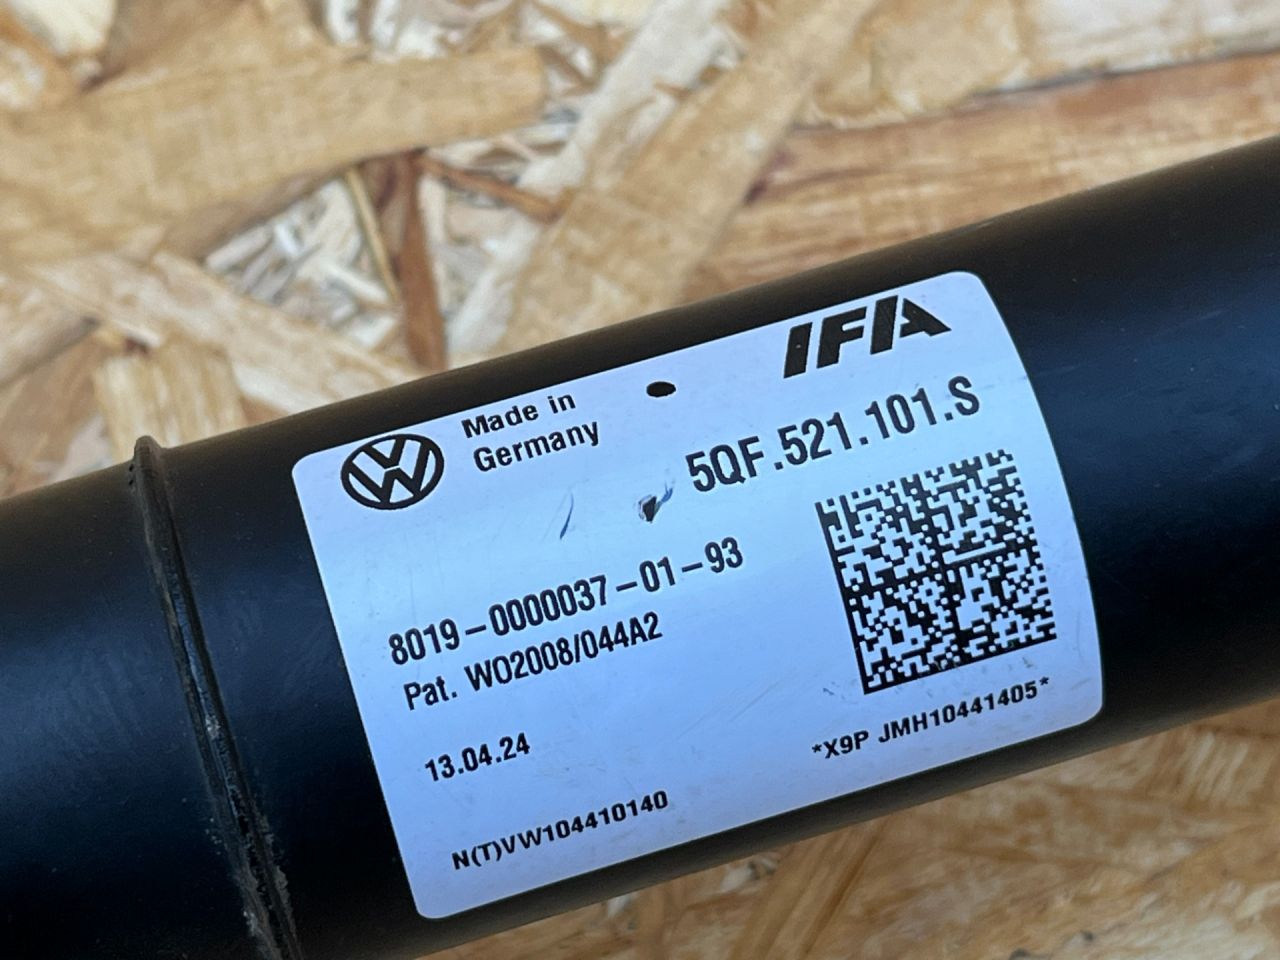 VW
Made in
Germany
IFA
5QF.521.101.S
8019-0000037-01-93
Pat. WO2008/044A2
13.04.24
*X9P JMH10441405*
N(T)VW104410140